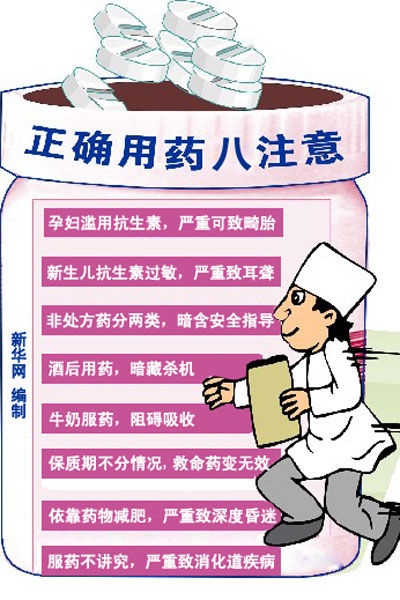 正确用药八注意
孕妇滥用抗生素，严重可致畸胎
新生儿抗生素过敏，严重致耳聋
非处方药分两类，暗含安全指导
酒后用药，暗藏杀机
牛奶服药，阻碍吸收
保质期不分情况，救命药变无效
依靠药物减肥，严重致深度昏迷
服药不讲究，严重致消化道疾病
新华网 编制